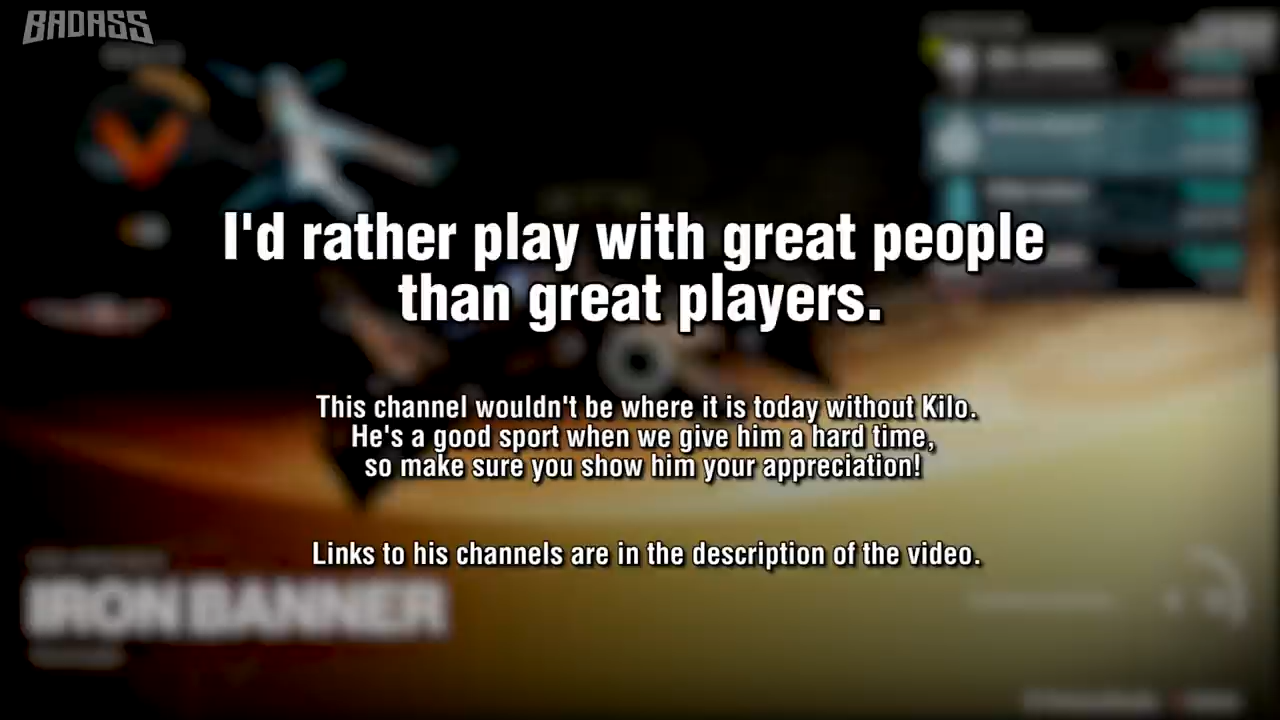 BADASS
I'd rather play with great people
than great players.
This channel wouldn't be where it is today without Kilo.
He's a good sport when we give him a hard time,
so make sure you show him your appreciation!
Links to his channels are in the description of the video.
IRON BANNER